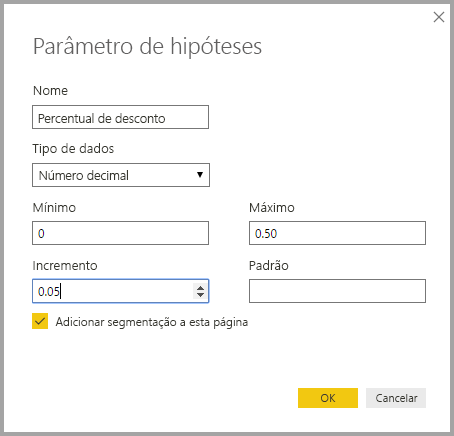 Parâmetro de hipóteses
Nome
Percentual de desconto
Tipo de dados
Número decimal
Mínimo
Máximo
0
0.50
Incremento
Padrão
0.05
Adicionar segmentação a esta página
OK
Cancelar